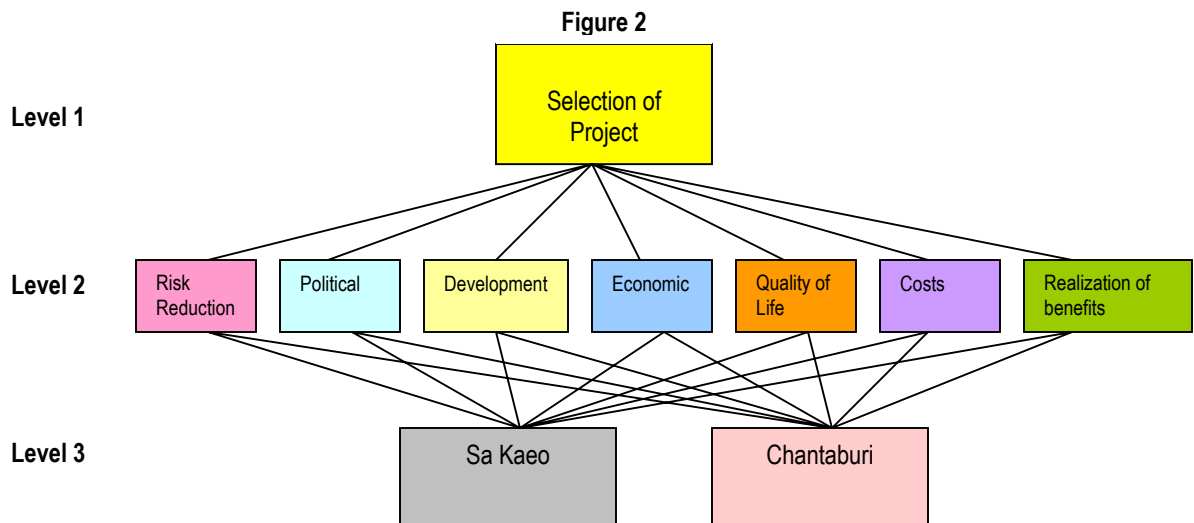 Figure 2
Level 1
Selection of
Project
Level 2
Risk
Reduction
Political
Development
Economic
Quality of
Life
Costs
Realization of
benefits
Level 3
Sa Kaeo
Chantaburi